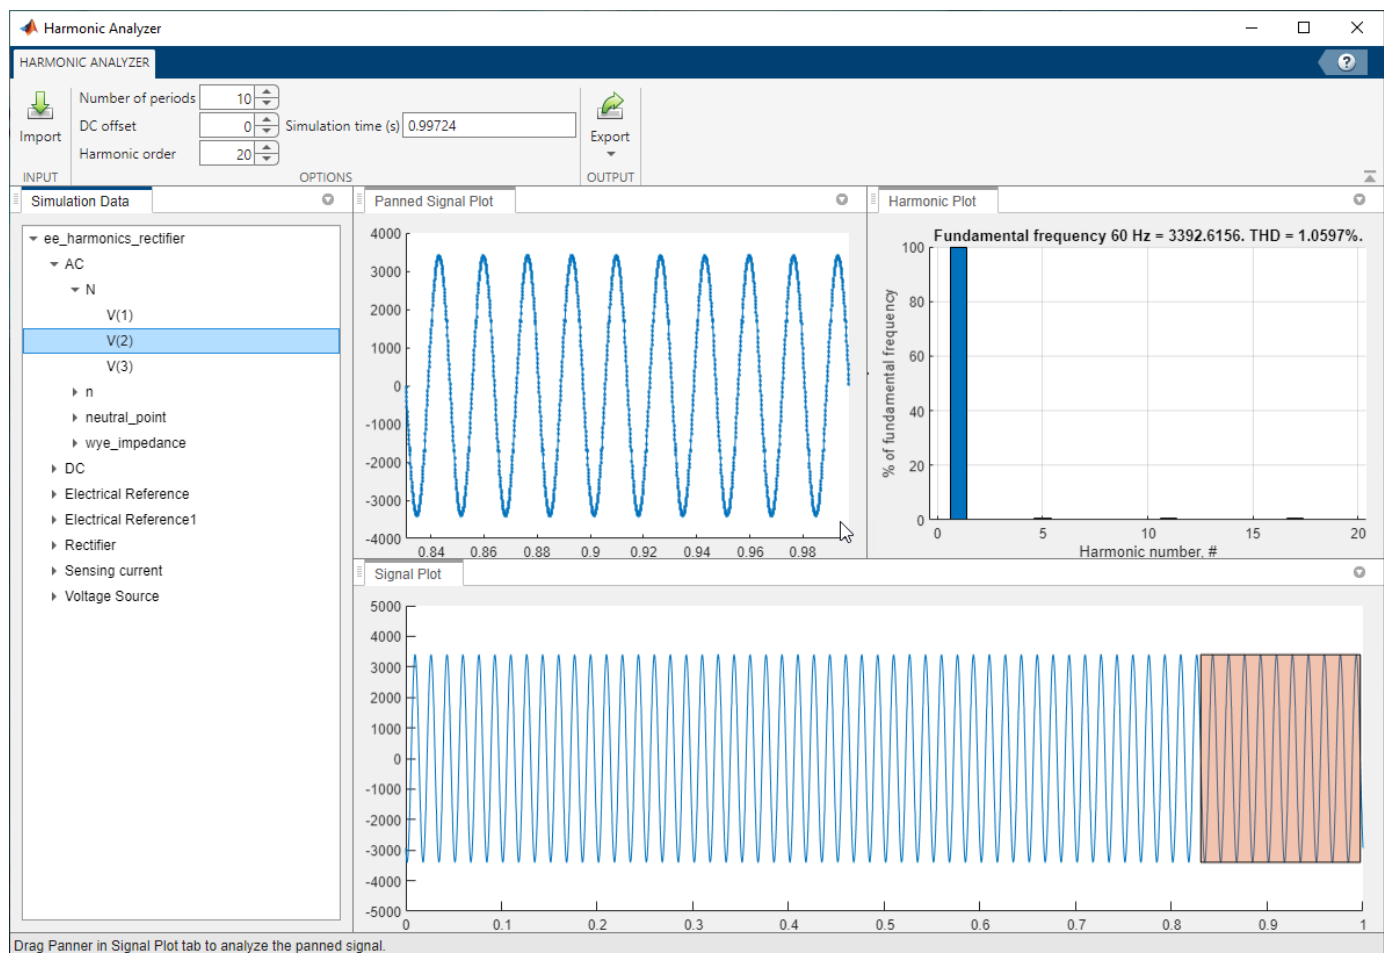 Harmonic Analyzer
HARMONIC ANALYZER
?
Number of periods 10
Import
DC offset 0 Simulation time (s) 0.99724
Export
Harmonic order 20
INPUT OPTIONS OUTPUT
Simulation Data
ee_harmonics_rectifier
AC
N
V(1)
V(2)
V(3)
n
neutral_point
wye_impedance
DC
Electrical Reference
Electrical Reference1
Rectifier
Sensing current
Voltage Source
Panned Signal Plot
4000
3000
2000
1000
0
-1000
-2000
-3000
-4000
0.84 0.86 0.88 0.9 0.92 0.94 0.96 0.98
Harmonic Plot
Fundamental frequency 60 Hz = 3392.6156. THD = 1.0597%.
% of fundamental frequency
100
80
60
40
20
0
0 5 10 15 20
Harmonic number, #
Signal Plot
5000
4000
3000
2000
1000
0
-1000
-2000
-3000
-4000
-5000
0 0.1 0.2 0.3 0.4 0.5 0.6 0.7 0.8 0.9 1
Drag Panner in Signal Plot tab to analyze the panned signal.